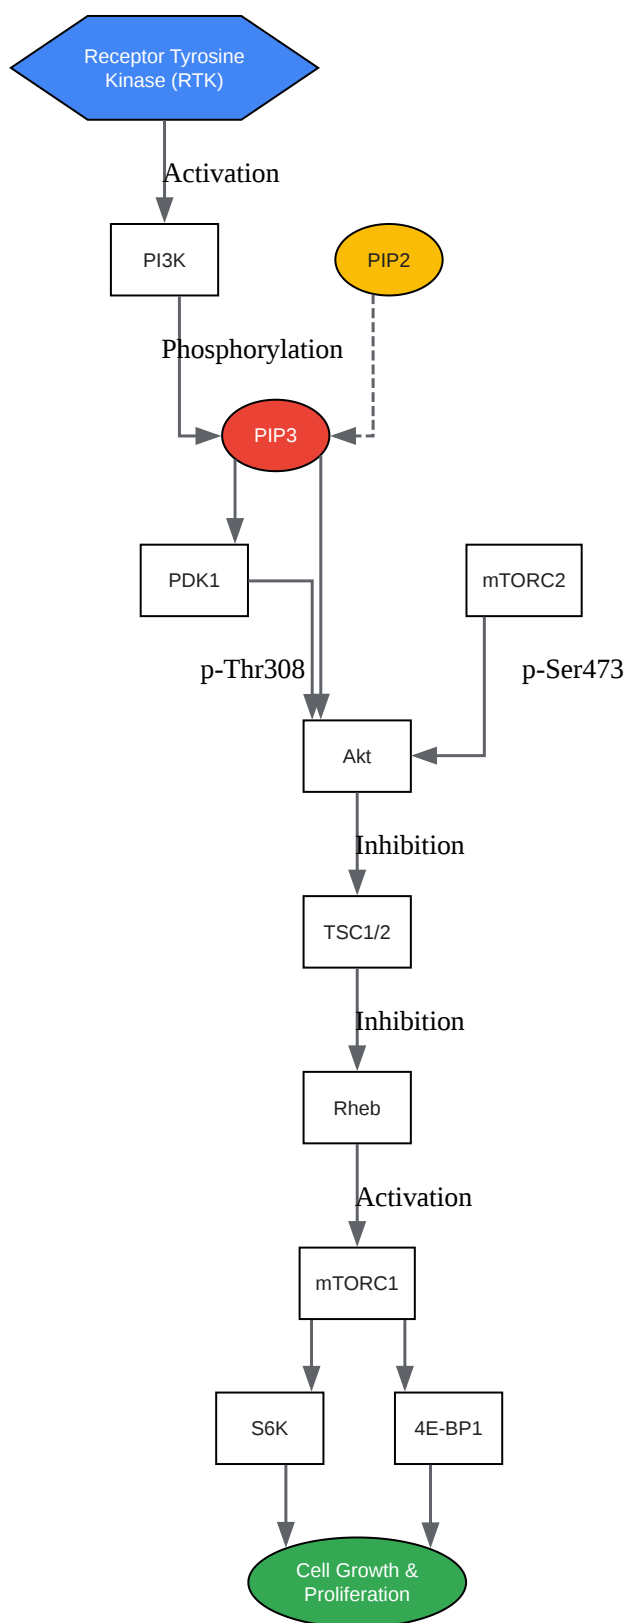 Receptor Tyrosine
Kinase (RTK)
Activation
PI3K
PIP2
Phosphorylation
PIP3
PDK1
mTORC2
p-Thr308
p-Ser473
Akt
Inhibition
TSC1/2
Inhibition
Rheb
Activation
mTORC1
S6K
4E-BP1
Cell Growth &
Proliferation